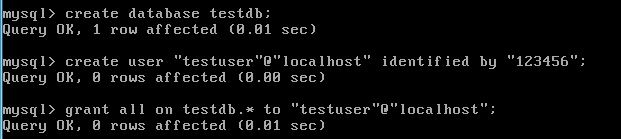 mysql> create database testdb;
Query OK, 1 row affected (0.01 sec)
mysql> create user "testuser"@"localhost" identified by "123456";
Query OK, 0 rows affected (0.00 sec)
mysql> grant all on testdb.* to "testuser"@"localhost";
Query OK, 0 rows affected (0.01 sec)